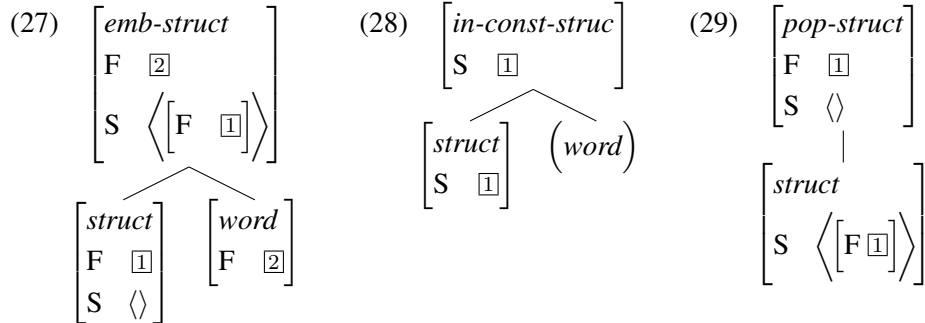 (27)
emb-struct
F 2
S ⟨[F 1]⟩
struct
F 1
S ⟨⟩
word
F 2
(28)
in-const-struc
S 1
struct
S 1
(word)
(29)
pop-struct
F 1
S ⟨⟩
struct
S ⟨[F 1]⟩